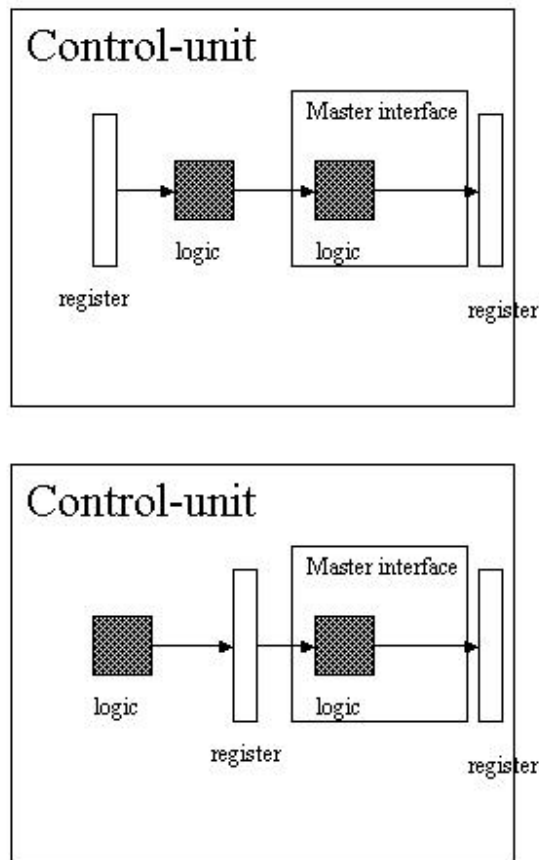 Control-unit
Master interface
logic
logic
register
register
Control-unit
Master interface
logic
logic
register
register